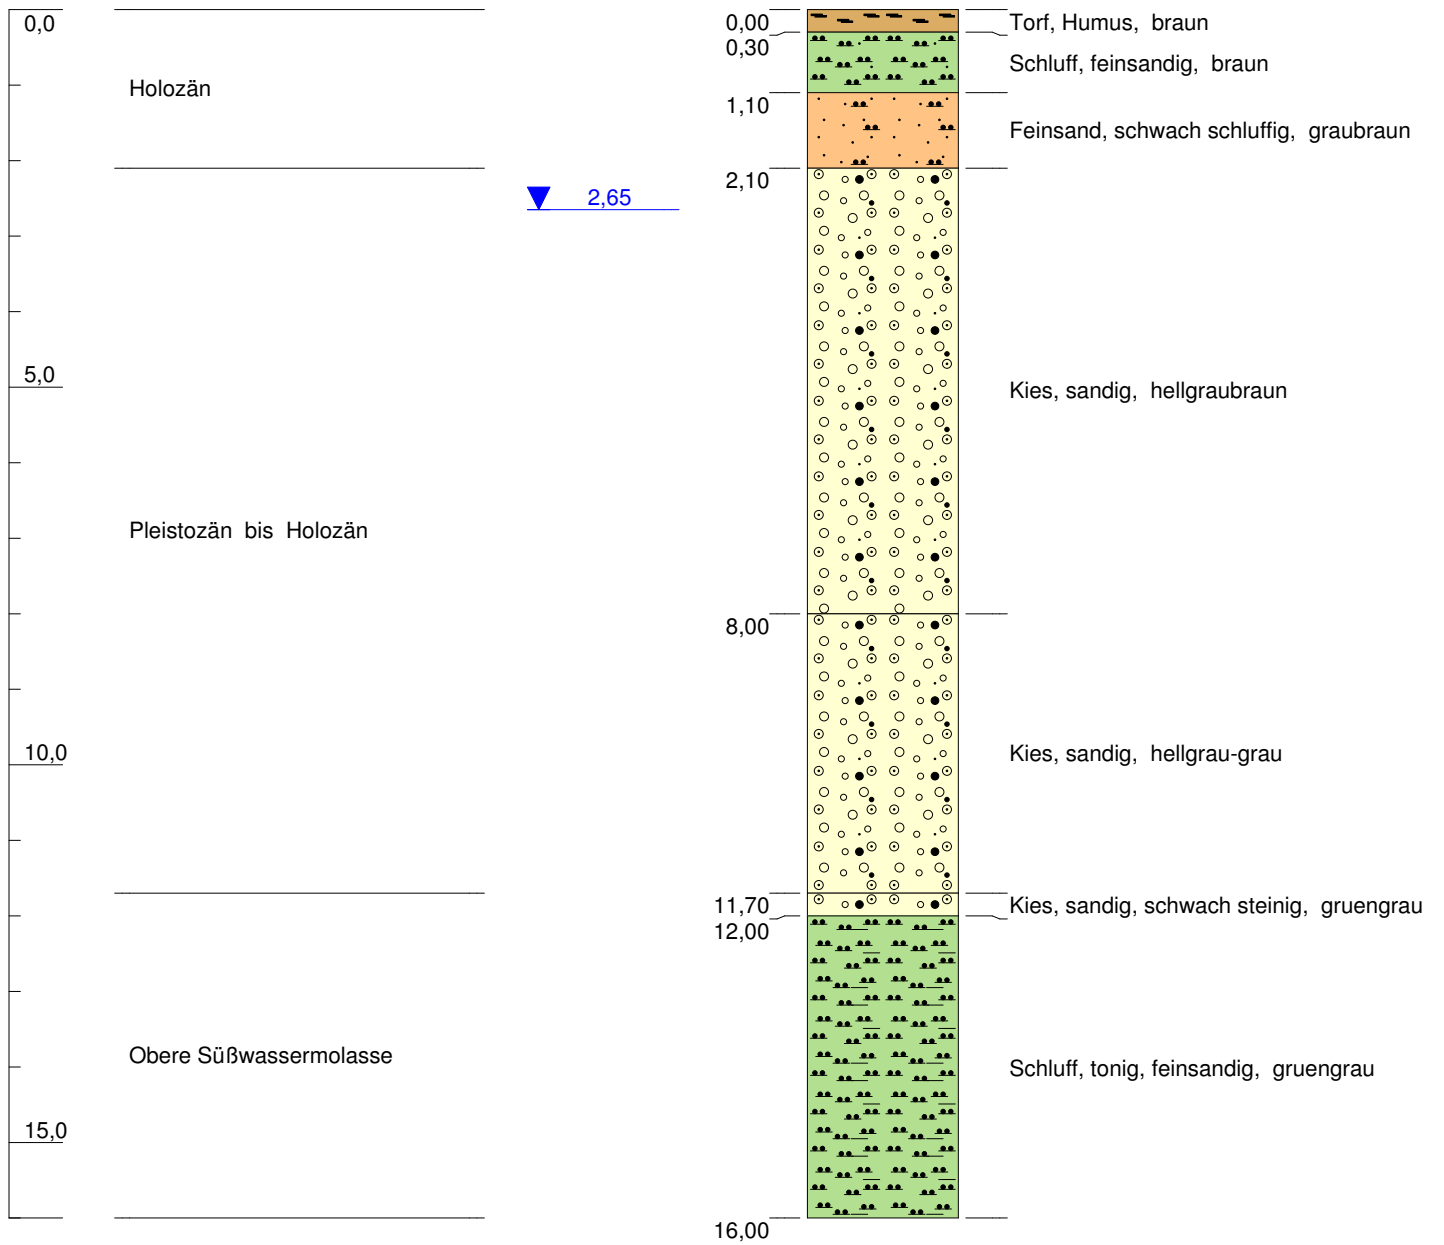 0,0
5,0
10,0
15,0
Holozän
Pleistozän bis Holozän
Obere Süßwassermolasse
2,65
0,00
0,30
1,10
2,10
8,00
11,70
12,00
16,00
Torf, Humus, braun
Schluff, feinsandig, braun
Feinsand, schwach schluffig, graubraun
Kies, sandig, hellgraubraun
Kies, sandig, hellgrau-grau
Kies, sandig, schwach steinig, gruengrau
Schluff, tonig, feinsandig, gruengrau